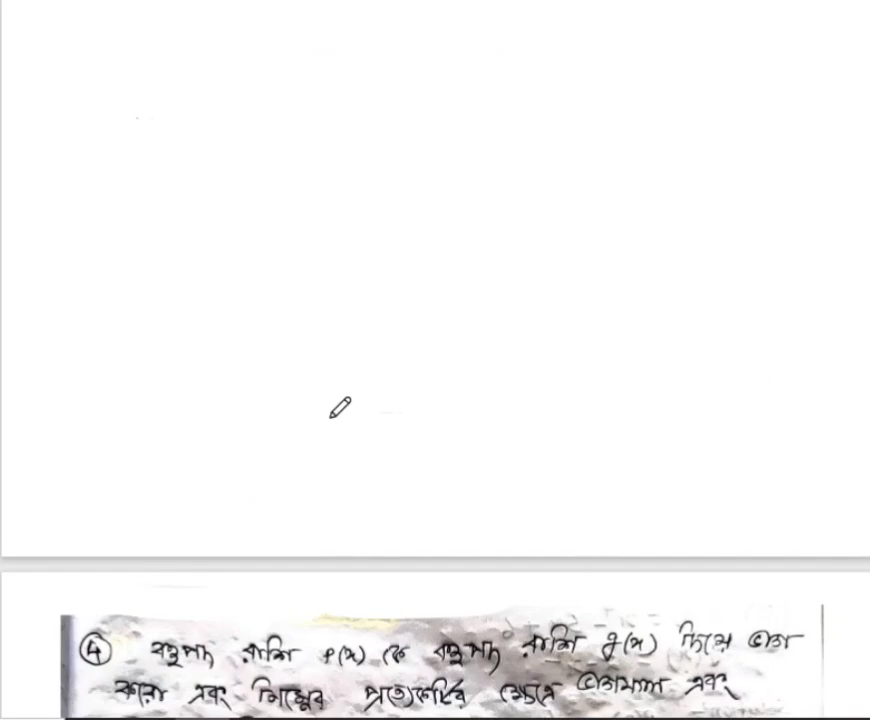 ④ বহুপদ রাশি p(x) কে বহুপদ রাশি g(x) দিয়ে ভাগ
করো এবং নিম্নের প্রত্যেকটির ক্ষেত্রে ভাগফল এবং